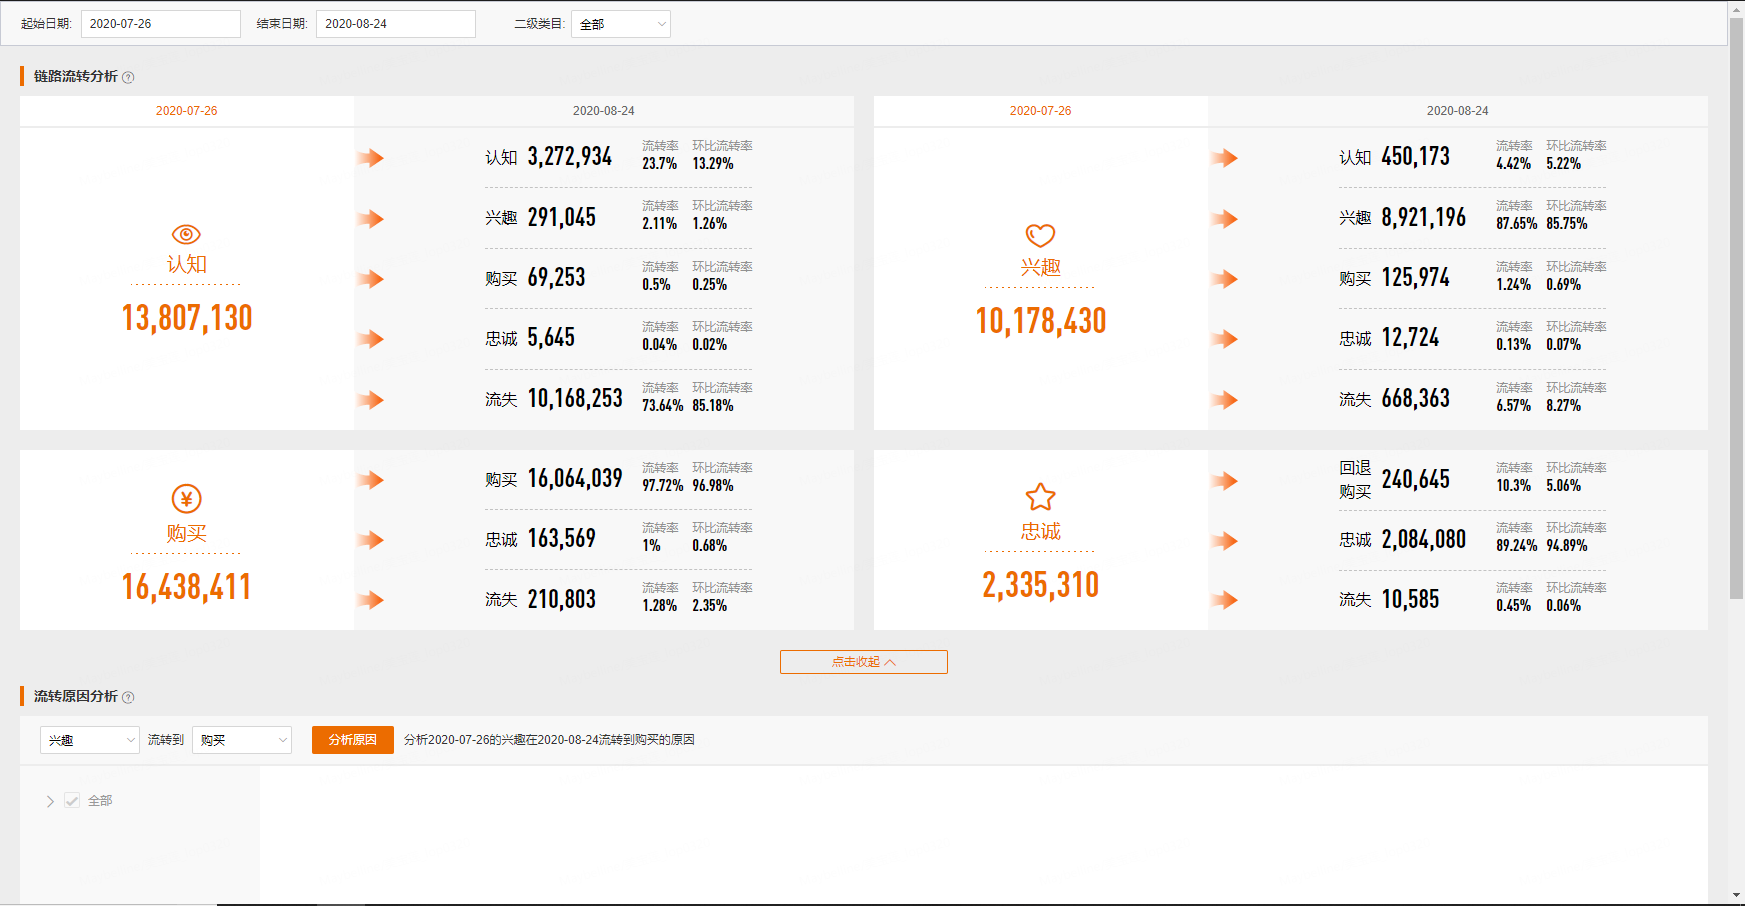 起始日期: 2020-07-26 结束日期: 2020-08-24 二级类目: 全部
链路流转分析 ?
2020-07-26 2020-08-24
认知
13,807,130
认知 3,272,934 流转率 23.7% 环比流转率 13.29%
兴趣 291,045 流转率 2.11% 环比流转率 1.26%
购买 69,253 流转率 0.5% 环比流转率 0.25%
忠诚 5,645 流转率 0.04% 环比流转率 0.02%
流失 10,168,253 流转率 73.64% 环比流转率 85.18%
2020-07-26 2020-08-24
兴趣
10,178,430
认知 450,173 流转率 4.42% 环比流转率 5.22%
兴趣 8,921,196 流转率 87.65% 环比流转率 85.75%
购买 125,974 流转率 1.24% 环比流转率 0.69%
忠诚 12,724 流转率 0.13% 环比流转率 0.07%
流失 668,363 流转率 6.57% 环比流转率 8.27%
¥
购买
16,438,411
购买 16,064,039 流转率 97.72% 环比流转率 96.98%
忠诚 163,569 流转率 1% 环比流转率 0.68%
流失 210,803 流转率 1.28% 环比流转率 2.35%
忠诚
2,335,310
回退购买 240,645 流转率 10.3% 环比流转率 5.06%
忠诚 2,084,080 流转率 89.24% 环比流转率 94.89%
流失 10,585 流转率 0.45% 环比流转率 0.06%
点击收起
流转原因分析 ?
兴趣 流转到 购买 分析原因 分析2020-07-26的兴趣在2020-08-24流转到购买的原因
全部